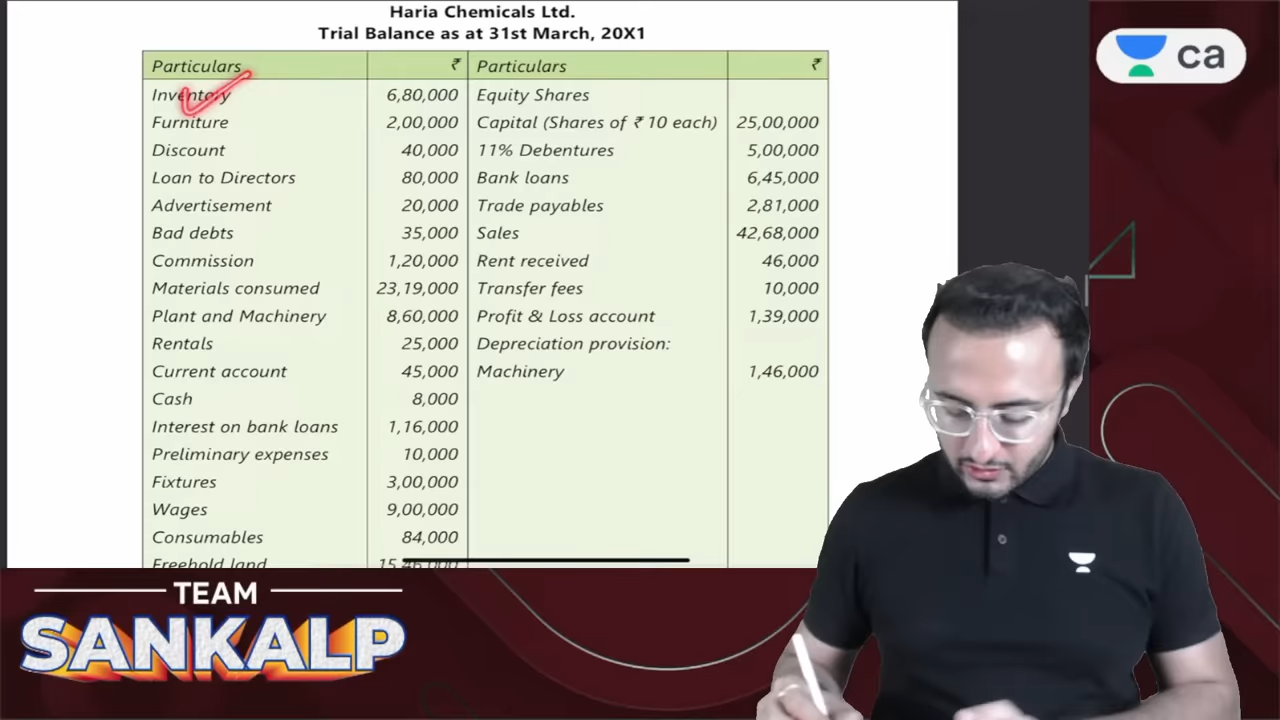 Haria Chemicals Ltd.
Trial Balance as at 31st March, 20X1
Particulars ₹ Particulars ₹
Inventory 6,80,000 Equity Shares
Furniture 2,00,000 Capital (Shares of ₹ 10 each) 25,00,000
Discount 40,000 11% Debentures 5,00,000
Loan to Directors 80,000 Bank loans 6,45,000
Advertisement 20,000 Trade payables 2,81,000
Bad debts 35,000 Sales 42,68,000
Commission 1,20,000 Rent received 46,000
Materials consumed 23,19,000 Transfer fees 10,000
Plant and Machinery 8,60,000 Profit & Loss account 1,39,000
Rentals 25,000 Depreciation provision:
Current account 45,000 Machinery 1,46,000
Cash 8,000
Interest on bank loans 1,16,000
Preliminary expenses 10,000
Fixtures 3,00,000
Wages 9,00,000
Consumables 84,000
Freehold land 15,46,000
ca
TEAM
SANKALP